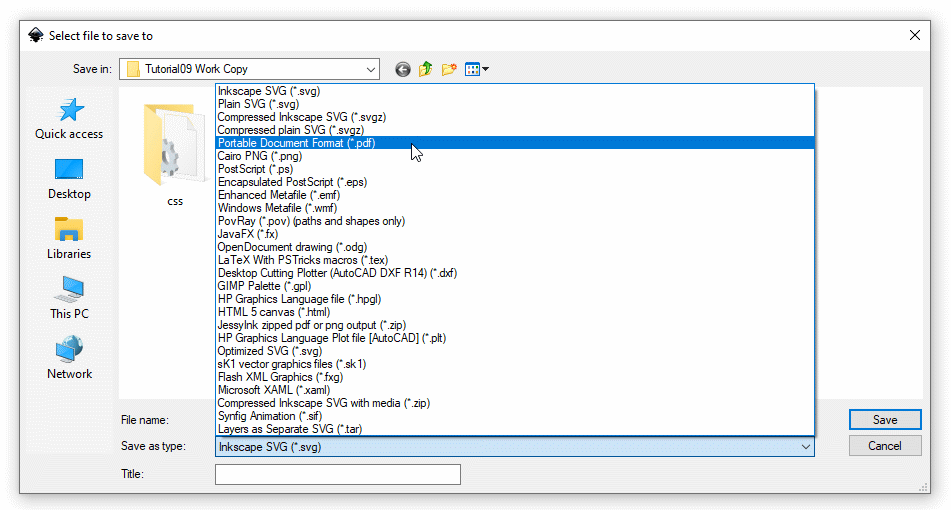 Select file to save to
Save in:
Tutorial09 Work Copy
Quick access
Desktop
Libraries
This PC
Network
css
Inkscape SVG (*.svg)
Plain SVG (*.svg)
Compressed Inkscape SVG (*.svgz)
Compressed plain SVG (*.svgz)
Portable Document Format (*.pdf)
Cairo PNG (*.png)
PostScript (*.ps)
Encapsulated PostScript (*.eps)
Enhanced Metafile (*.emf)
Windows Metafile (*.wmf)
PovRay (*.pov) (paths and shapes only)
JavaFX (*.fx)
OpenDocument drawing (*.odg)
LaTeX With PSTricks macros (*.tex)
Desktop Cutting Plotter (AutoCAD DXF R14) (*.dxf)
GIMP Palette (*.gpl)
HP Graphics Language file (*.hpgl)
HTML 5 canvas (*.html)
JessyInk zipped pdf or png output (*.zip)
HP Graphics Language Plot file [AutoCAD] (*.plt)
Optimized SVG (*.svg)
sK1 vector graphics files (*.sk1)
Flash XML Graphics (*.fxg)
Microsoft XAML (*.xaml)
Compressed Inkscape SVG with media (*.zip)
Synfig Animation (*.sif)
Layers as Separate SVG (*.tar)
File name:
Save
Save as type:
Inkscape SVG (*.svg)
Cancel
Title: